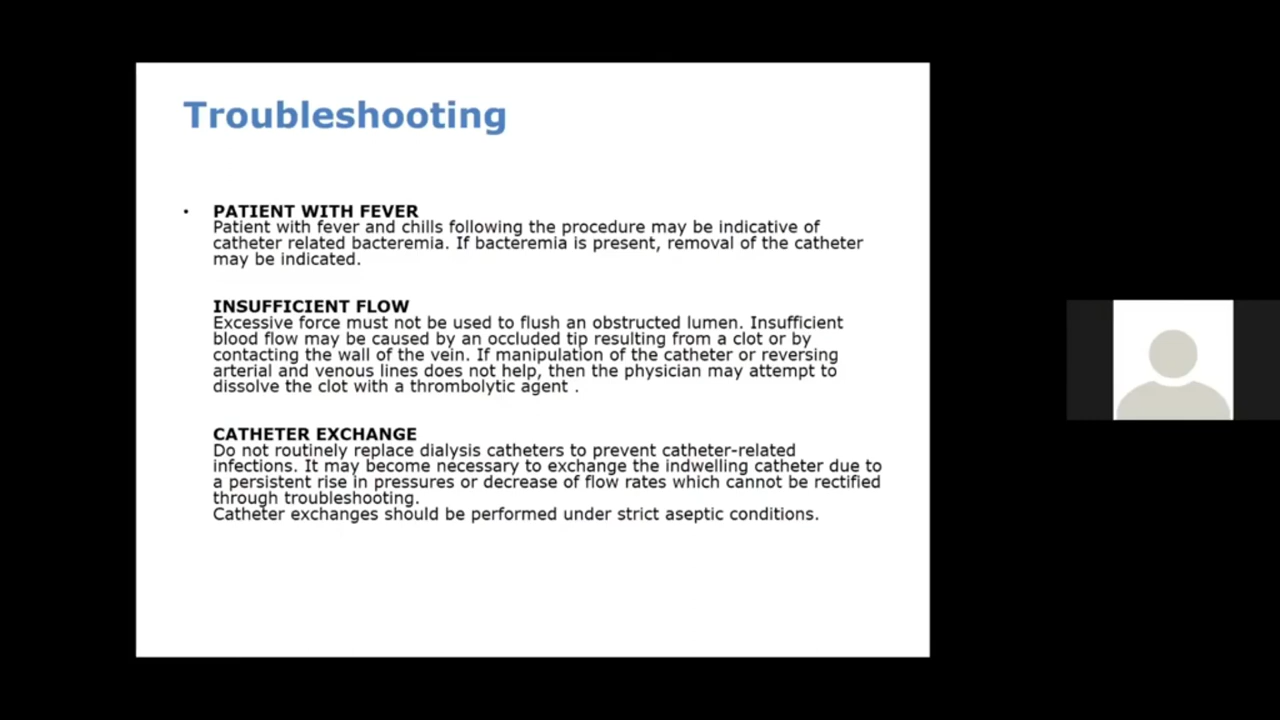 Troubleshooting
• PATIENT WITH FEVER
Patient with fever and chills following the procedure may be indicative of
catheter related bacteremia. If bacteremia is present, removal of the catheter
may be indicated.
INSUFFICIENT FLOW
Excessive force must not be used to flush an obstructed lumen. Insufficient
blood flow may be caused by an occluded tip resulting from a clot or by
contacting the wall of the vein. If manipulation of the catheter or reversing
arterial and venous lines does not help, then the physician may attempt to
dissolve the clot with a thrombolytic agent .
CATHETER EXCHANGE
Do not routinely replace dialysis catheters to prevent catheter-related
infections. It may become necessary to exchange the indwelling catheter due to
a persistent rise in pressures or decrease of flow rates which cannot be rectified
through troubleshooting.
Catheter exchanges should be performed under strict aseptic conditions.